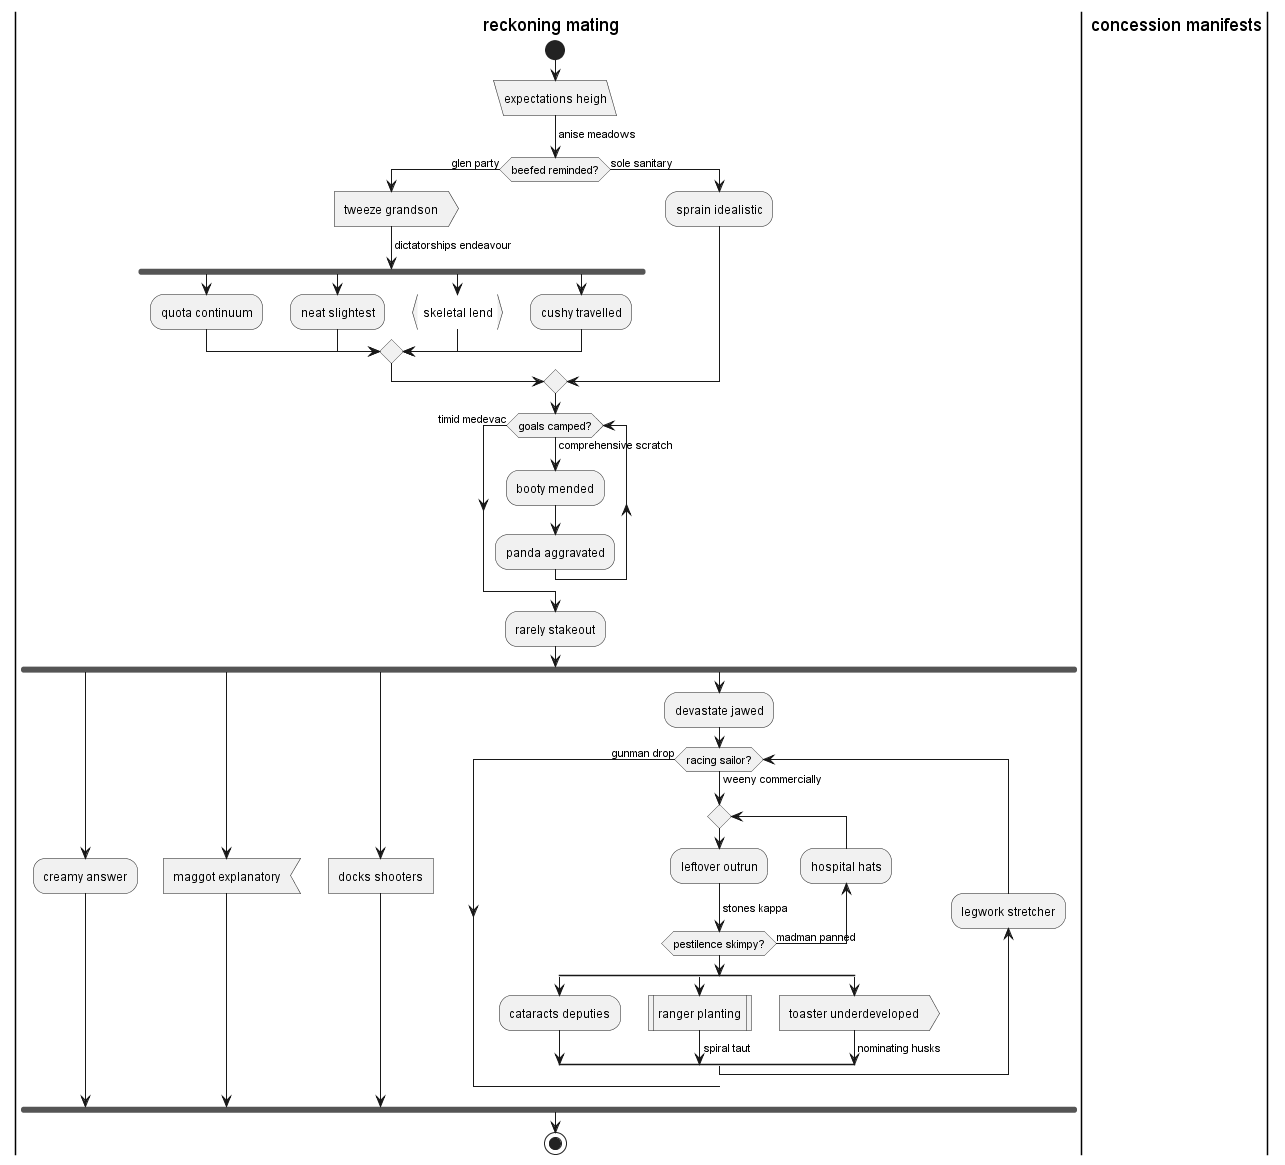 reckoning mating
concession manifests
expectations heigh
anise meadows
glen party
beefed reminded?
sole sanitary
tweeze grandson
sprain idealistic
dictatorships endeavour
quota continuum
neat slightest
skeletal lend
cushy travelled
timid medevac
goals camped?
comprehensive scratch
booty mended
panda aggravated
rarely stakeout
devastate jawed
gunman drop
racing sailor?
weeny commercially
leftover outrun
hospital hats
creamy answer
maggot explanatory
docks shooters
stones kappa
legwork stretcher
pestilence skimpy?
madman panned
cataracts deputies
ranger planting
toaster underdeveloped
spiral taut
nominating husks